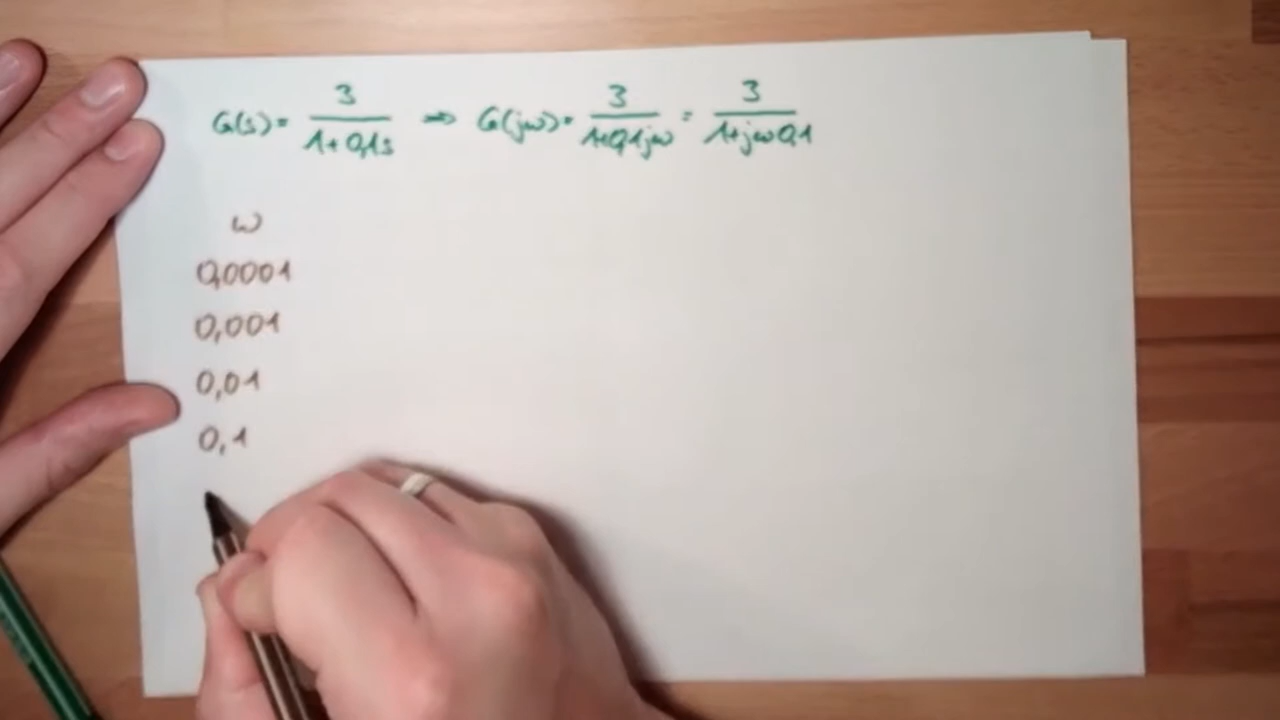 G(s) = 3 / (1+0,1s) ⇒ G(jω) = 3 / (1+0,1jω) = 3 / (1+jω0,1)
ω
0,0001
0,001
0,01
0,1